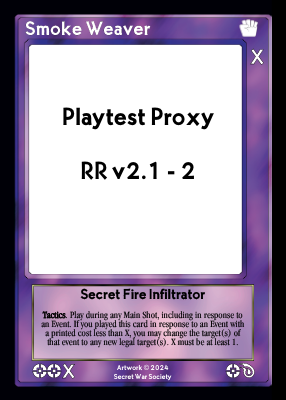 Smoke Weaver
X
Playtest Proxy
RR v2.1 - 2
Secret Fire Infiltrator
Tactics. Play during any Main Shot, including in response to
an Event. If you played this card in response to an Event with
a printed cost less than X, you may change the target(s) of
that event to any new legal target(s). X must be at least 1.
X
Artwork © 2024
Secret War Society